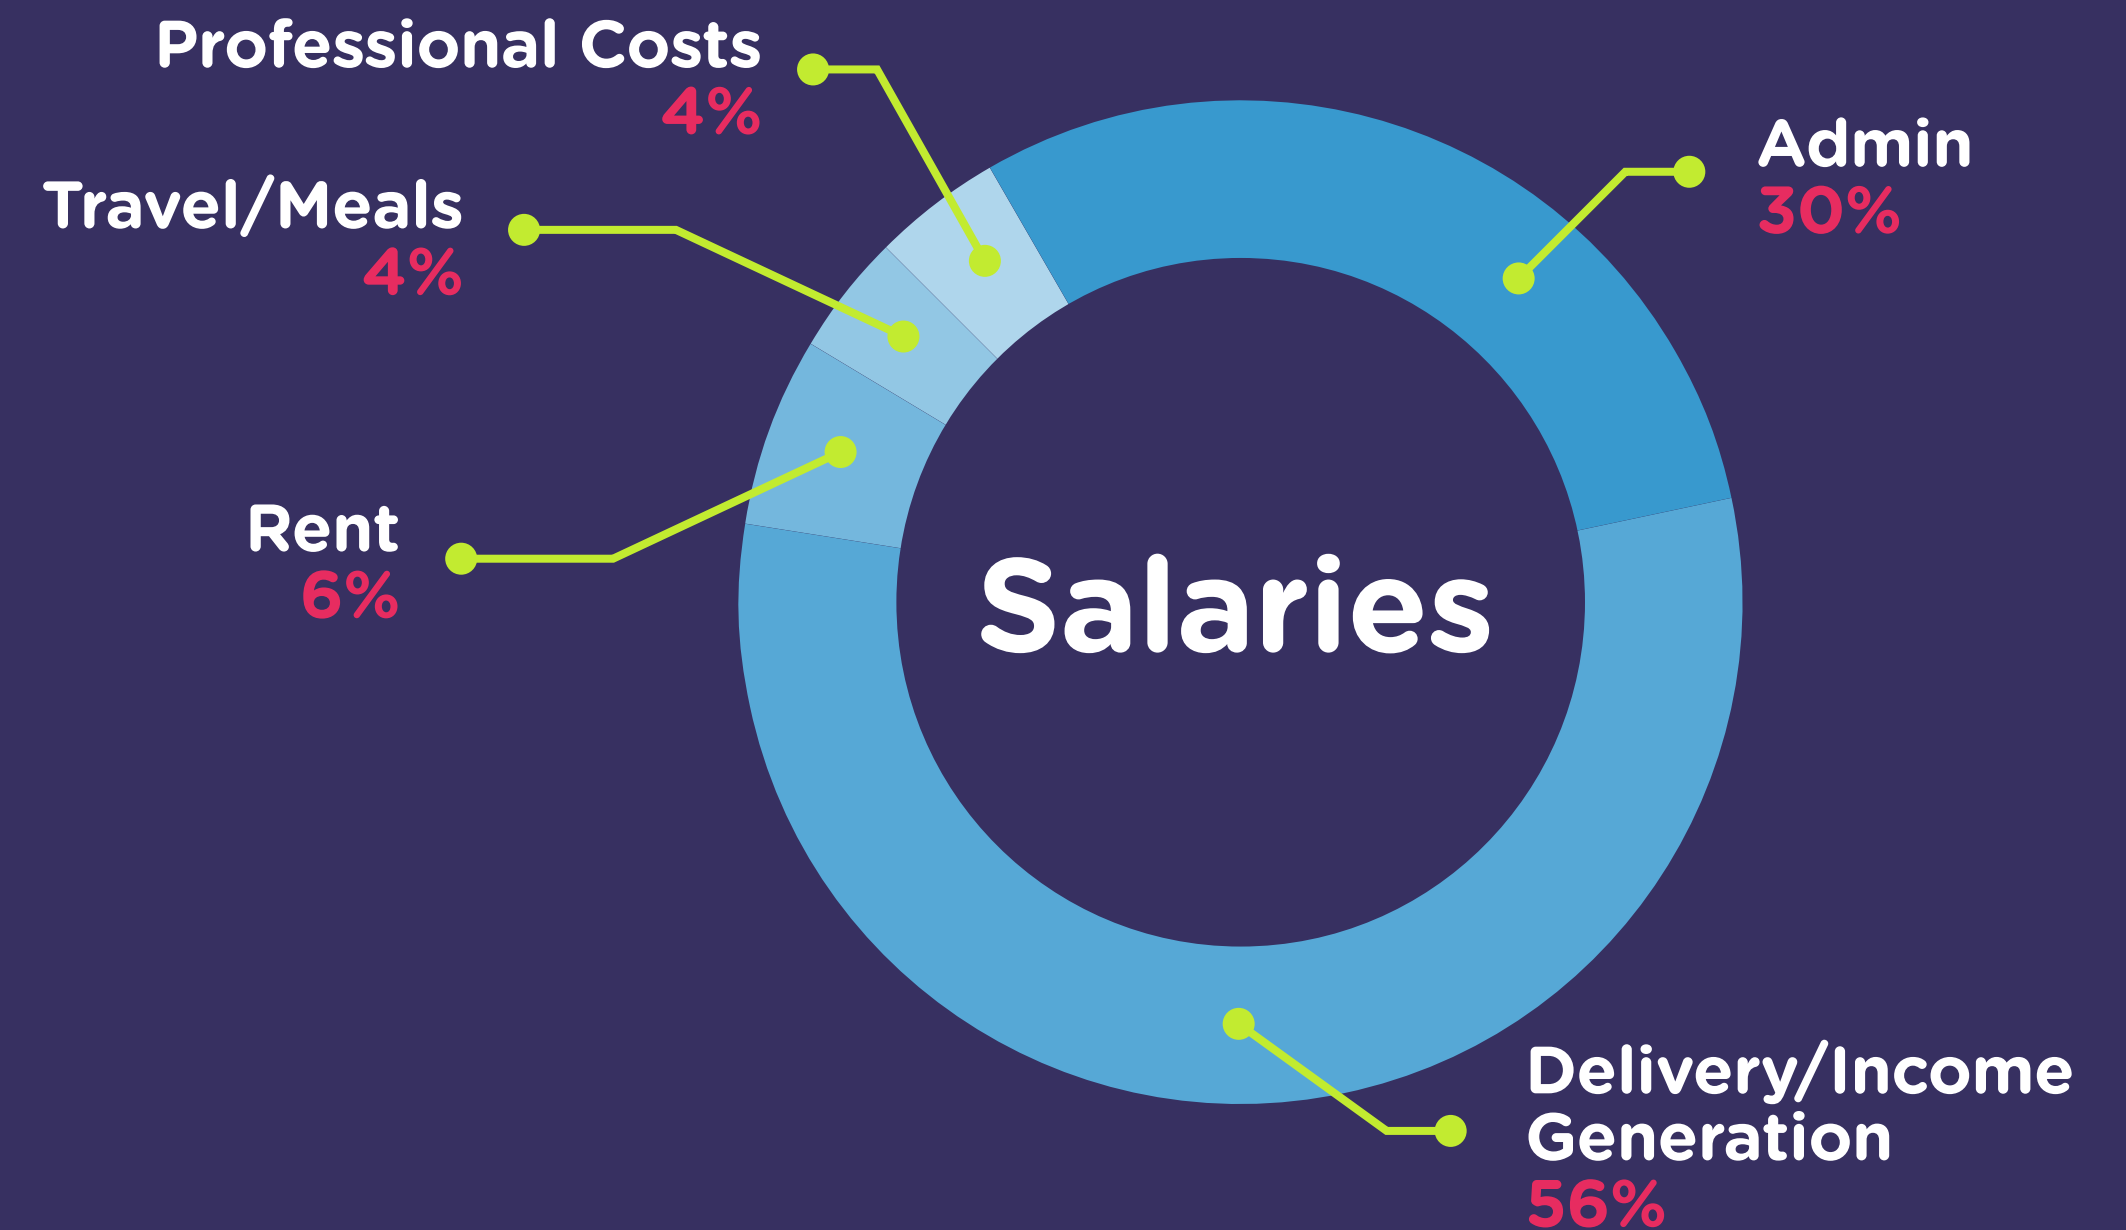 Professional Costs
4%
Travel/Meals
4%
Rent
6%
Admin
30%
Salaries
Delivery/Income
Generation
56%